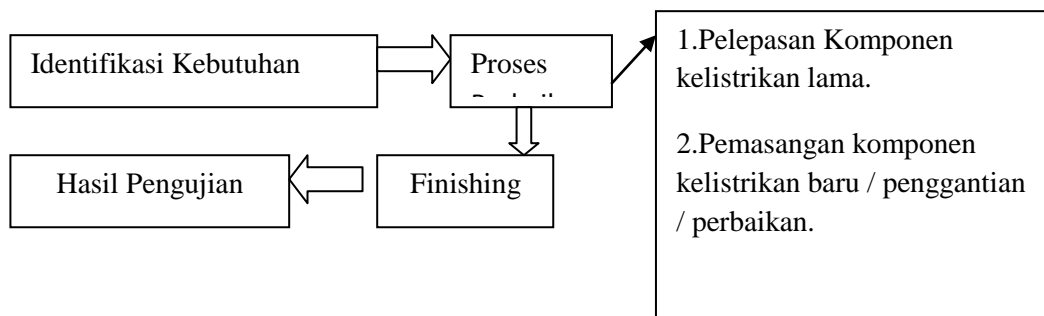 Identifikasi Kebutuhan
Proses
1.Pelepasan Komponen
kelistrikan lama.
2.Pemasangan komponen
kelistrikan baru / penggantian
/ perbaikan.
Hasil Pengujian
Finishing